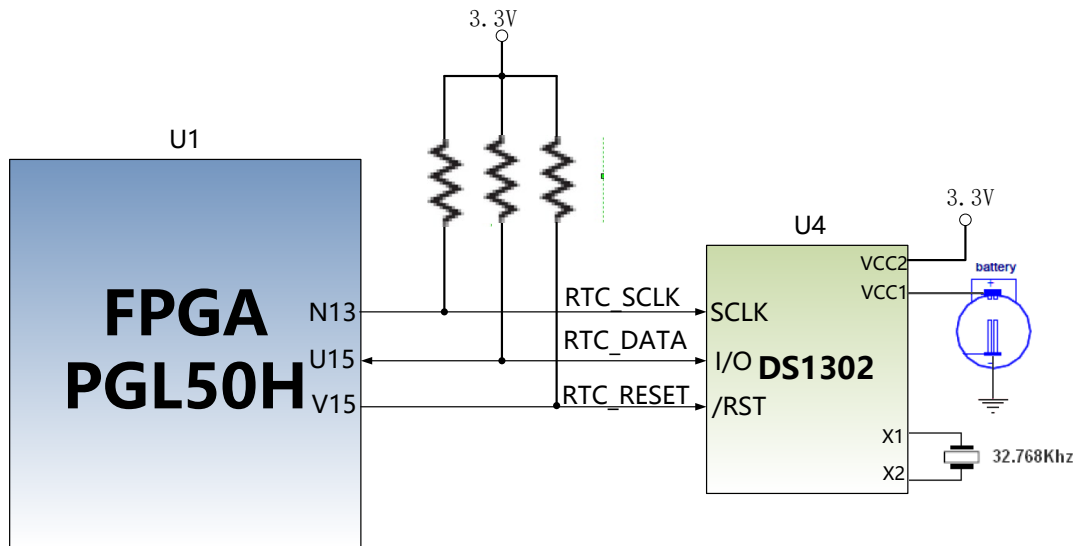 3.3V
U1
FPGA
PGL50H
N13
U15
V15
RTC_SCLK
RTC_DATA
RTC_RESET
U4
3.3V
VCC2
VCC1
battery
+
-
SCLK
I/O
DS1302
/RST
X1
X2
32.768Khz